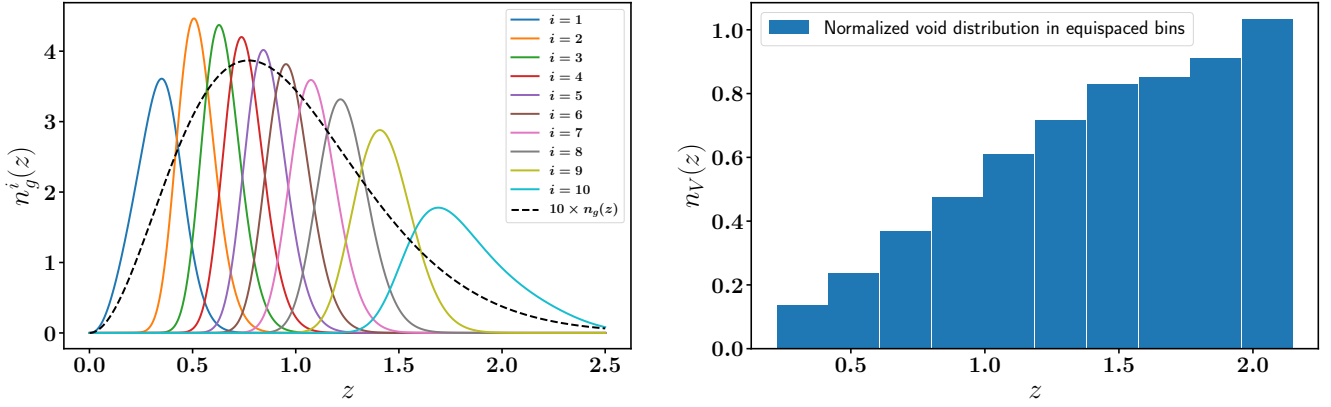 4
3
2
1
0
n_g^i(z)
0.0 0.5 1.0 1.5 2.0 2.5
z
i = 1
i = 2
i = 3
i = 4
i = 5
i = 6
i = 7
i = 8
i = 9
i = 10
10 × n_g(z)
1.0
0.8
0.6
0.4
0.2
0.0
n_V(z)
0.5 1.0 1.5 2.0
z
Normalized void distribution in equispaced bins